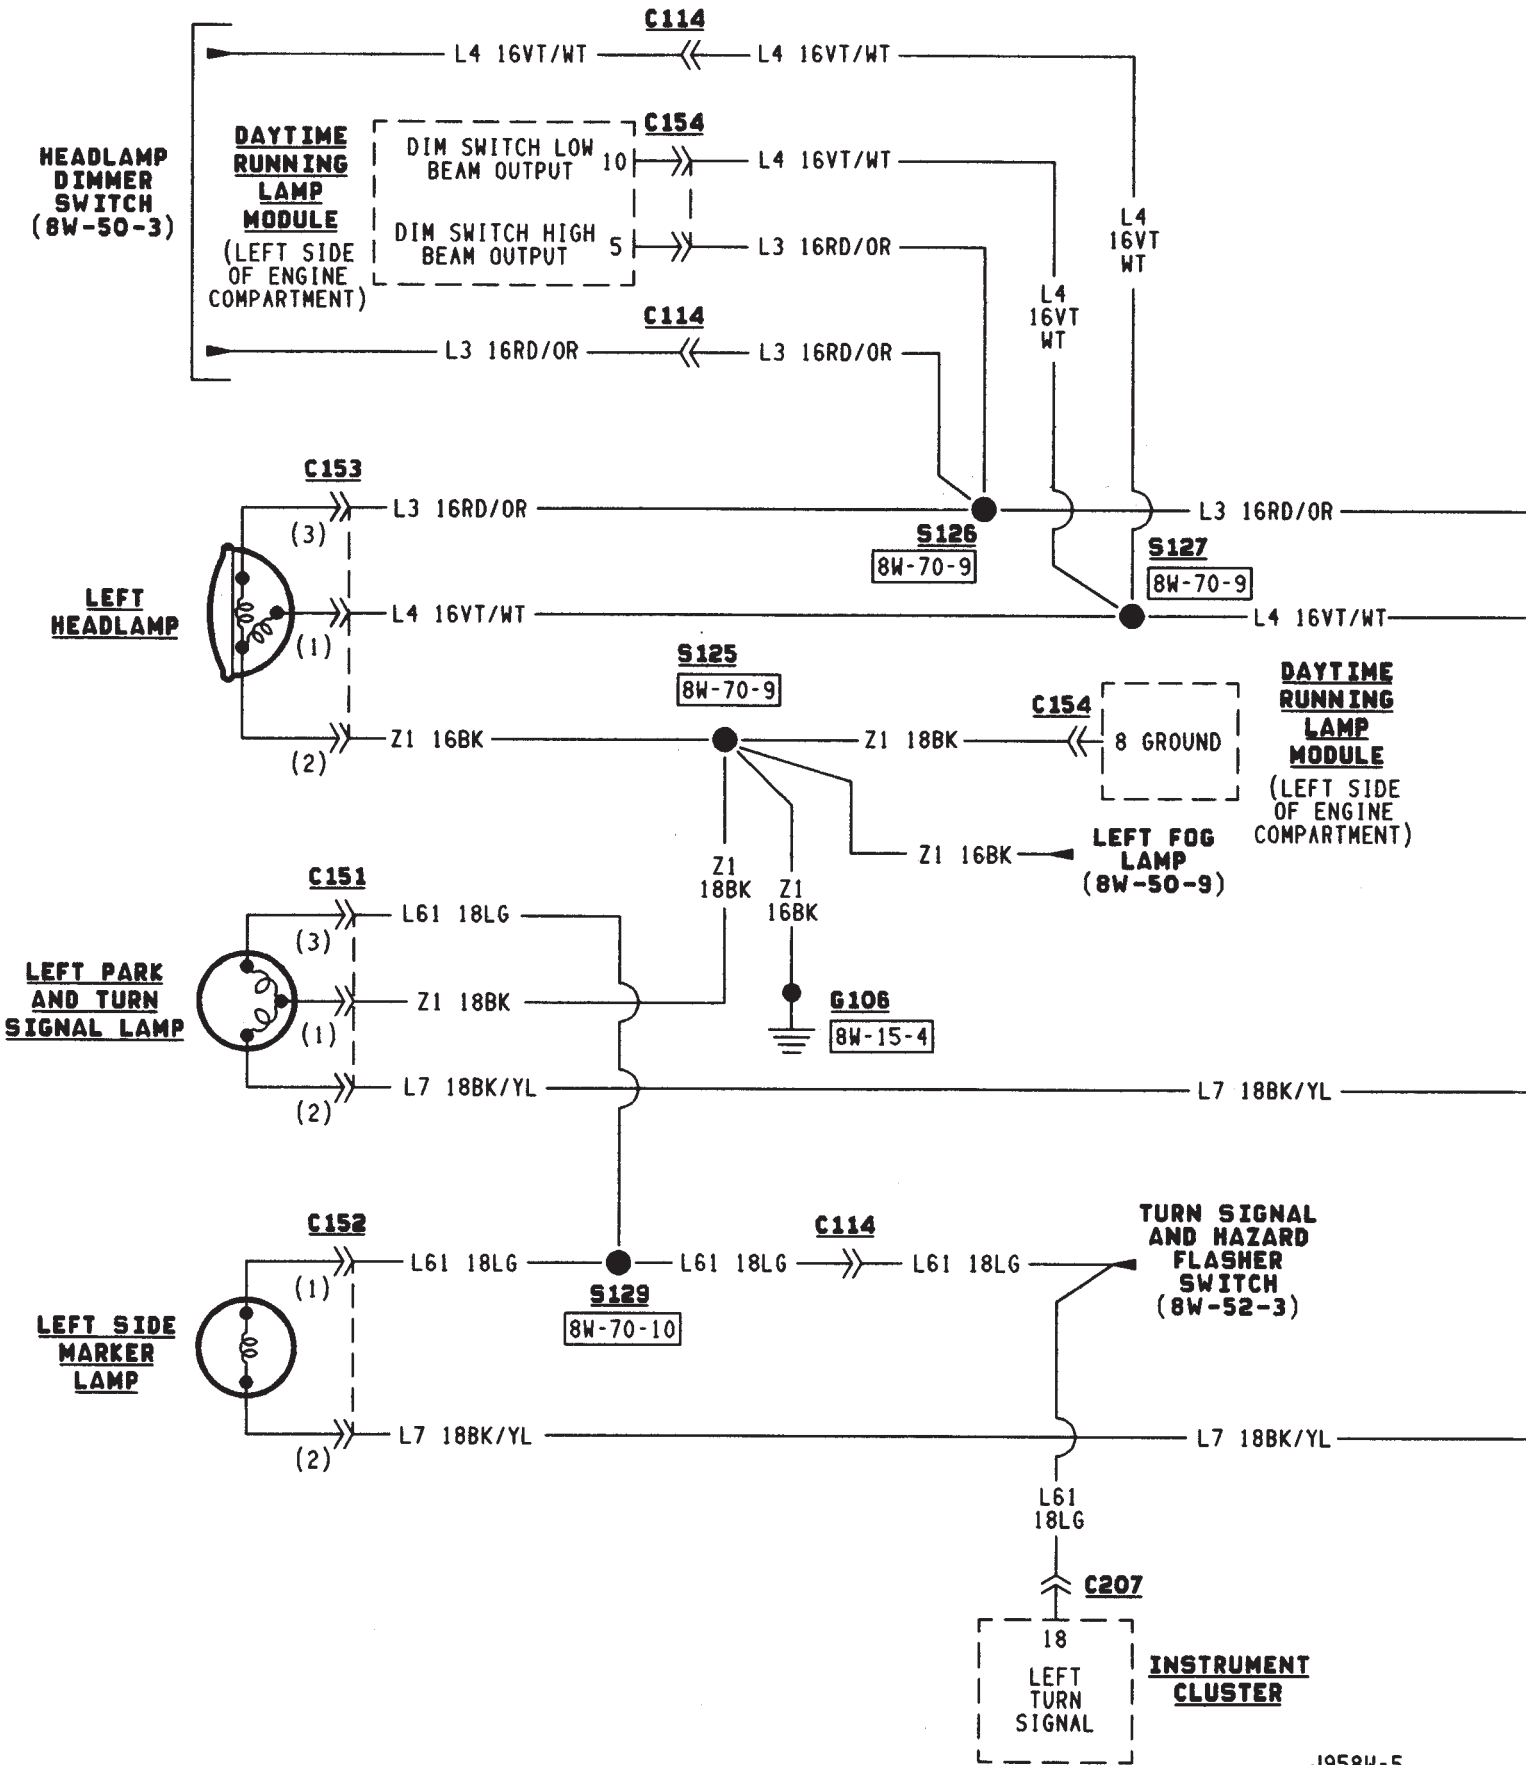 C114
L4 16VT/WT
L4 16VT/WT
HEADLAMP
DIMMER
SWITCH
(8W-50-3)
DAYTIME
RUNNING
LAMP
MODULE
(LEFT SIDE
OF ENGINE
COMPARTMENT)
DIM SWITCH LOW
BEAM OUTPUT
10
C154
L4 16VT/WT
DIM SWITCH HIGH
BEAM OUTPUT
5
L3 16RD/OR
L4
16VT
WT
L4
16VT
WT
C114
L3 16RD/OR
L3 16RD/OR
C153
L3 16RD/OR
(3)
S126
8W-70-9
L3 16RD/OR
S127
8W-70-9
LEFT
HEADLAMP
L4 16VT/WT
(1)
L4 16VT/WT
S125
8W-70-9
Z1 16BK
(2)
Z1 18BK
C154
8 GROUND
DAYTIME
RUNNING
LAMP
MODULE
(LEFT SIDE
OF ENGINE
COMPARTMENT)
Z1 16BK
LEFT FOG
LAMP
(8W-50-9)
Z1
18BK
Z1
16BK
C151
L61 18LG
(3)
LEFT PARK
AND TURN
SIGNAL LAMP
Z1 18BK
(1)
G106
8W-15-4
L7 18BK/YL
(2)
L7 18BK/YL
C152
L61 18LG
(1)
S129
8W-70-10
L61 18LG
C114
L61 18LG
TURN SIGNAL
AND HAZARD
FLASHER
SWITCH
(8W-52-3)
LEFT SIDE
MARKER
LAMP
L7 18BK/YL
(2)
L7 18BK/YL
L61
18LG
C207
18
LEFT
TURN
SIGNAL
INSTRUMENT
CLUSTER
J958W-5